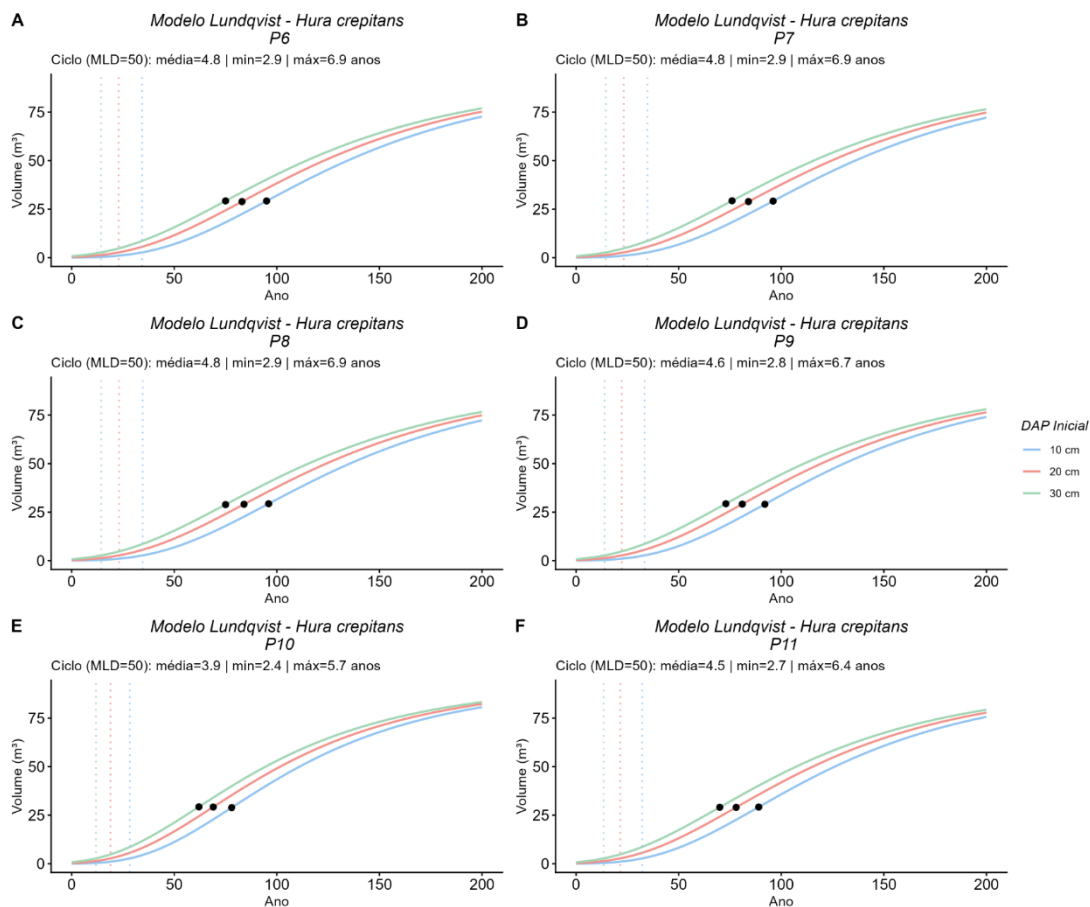 A
Modelo Lundqvist - Hura crepitans
P6
Ciclo (MLD=50): média=4.8 | min=2.9 | máx=6.9 anos
Volume (m³)
75
50
25
0
0 50 100 150 200
Ano
B
Modelo Lundqvist - Hura crepitans
P7
Ciclo (MLD=50): média=4.8 | min=2.9 | máx=6.9 anos
Volume (m³)
75
50
25
0
0 50 100 150 200
Ano
C
Modelo Lundqvist - Hura crepitans
P8
Ciclo (MLD=50): média=4.8 | min=2.9 | máx=6.9 anos
Volume (m³)
75
50
25
0
0 50 100 150 200
Ano
D
Modelo Lundqvist - Hura crepitans
P9
Ciclo (MLD=50): média=4.6 | min=2.8 | máx=6.7 anos
Volume (m³)
75
50
25
0
0 50 100 150 200
Ano
DAP Inicial
10 cm
20 cm
30 cm
E
Modelo Lundqvist - Hura crepitans
P10
Ciclo (MLD=50): média=3.9 | min=2.4 | máx=5.7 anos
Volume (m³)
75
50
25
0
0 50 100 150 200
Ano
F
Modelo Lundqvist - Hura crepitans
P11
Ciclo (MLD=50): média=4.5 | min=2.7 | máx=6.4 anos
Volume (m³)
75
50
25
0
0 50 100 150 200
Ano